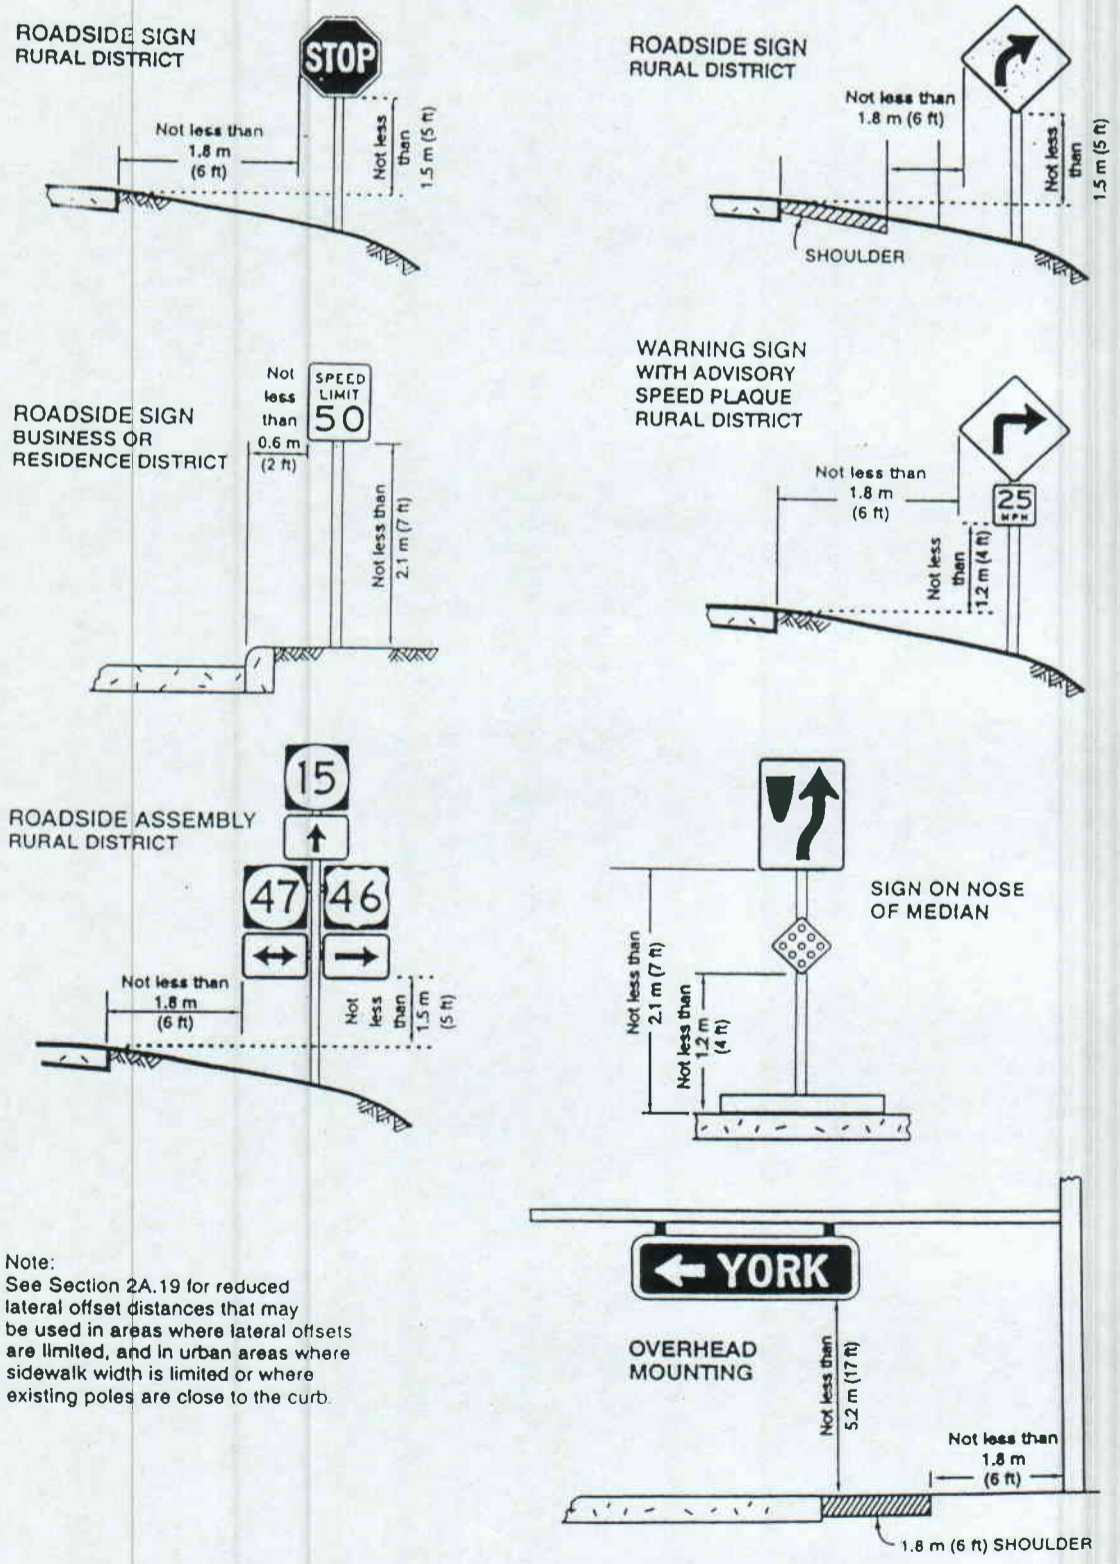 ROADSIDE SIGN
RURAL DISTRICT
STOP
Not less than
1.8 m
(6 ft)
Not less
than
1.5 m (5 ft)
ROADSIDE SIGN
RURAL DISTRICT
Not less than
1.8 m (6 ft)
Not less
than
1.5 m (5 ft)
SHOULDER
ROADSIDE SIGN
BUSINESS OR
RESIDENCE DISTRICT
Not
less
than
0.6 m
(2 ft)
SPEED
LIMIT
50
Not less than
2.1 m (7 ft)
WARNING SIGN
WITH ADVISORY
SPEED PLAQUE
RURAL DISTRICT
Not less than
1.8 m
(6 ft)
25
MPH
Not less
than
1.2 m (4 ft)
ROADSIDE ASSEMBLY
RURAL DISTRICT
15
47
46
Not less than
1.8 m
(6 ft)
Not
less
than
1.5 m
(5 ft)
SIGN ON NOSE
OF MEDIAN
Not less than
2.1 m (7 ft)
Not less than
1.2 m
(4 ft)
Note:
See Section 2A.19 for reduced
lateral offset distances that may
be used in areas where lateral offsets
are limited, and in urban areas where
sidewalk width is limited or where
existing poles are close to the curb.
YORK
OVERHEAD
MOUNTING
Not less than
5.2 m (17 ft)
Not less than
1.8 m
(6 ft)
1.8 m (6 ft) SHOULDER